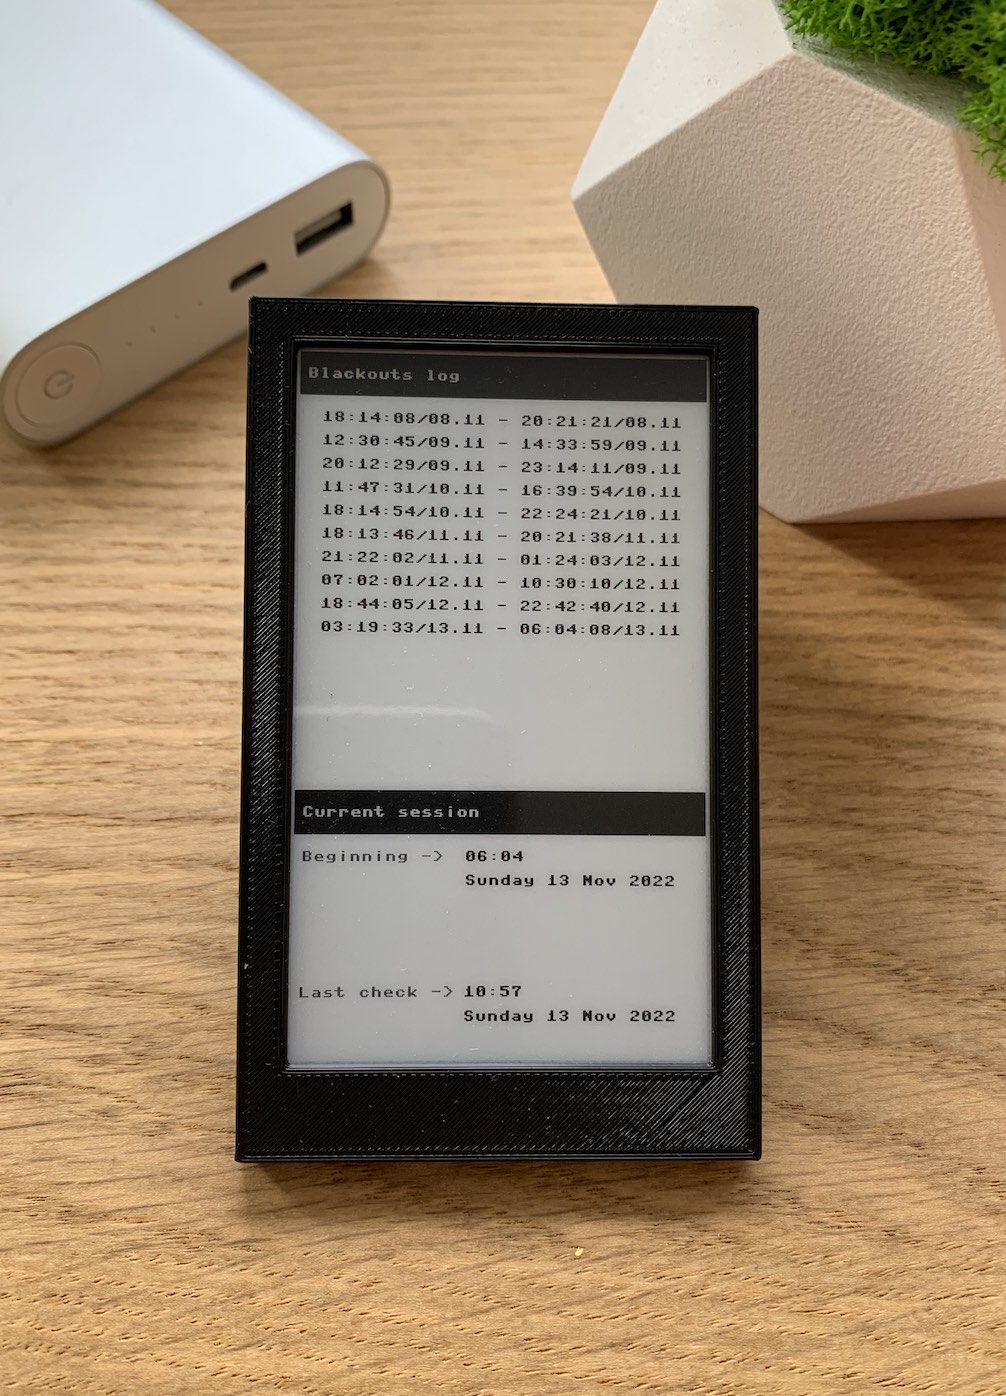 Blackouts log
18:14:08/08.11 - 20:21:21/08.11
12:30:45/09.11 - 14:33:59/09.11
20:12:29/09.11 - 23:14:11/09.11
11:47:31/10.11 - 16:39:54/10.11
18:14:54/10.11 - 22:24:21/10.11
18:13:46/11.11 - 20:21:38/11.11
21:22:02/11.11 - 01:24:03/12.11
07:02:01/12.11 - 10:30:10/12.11
18:44:05/12.11 - 22:42:40/12.11
03:19:33/13.11 - 06:04:08/13.11
Current session
Beginning -> 06:04
Sunday 13 Nov 2022
Last check -> 10:57
Sunday 13 Nov 2022